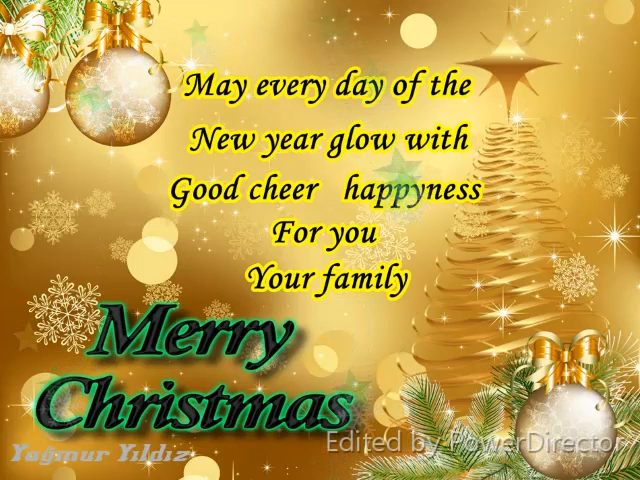 May every day of the
New year glow with
Good cheer happyness
For you
Your family
Merry
Christmas
Yağmur Yıldız
Edited by PowerDirector